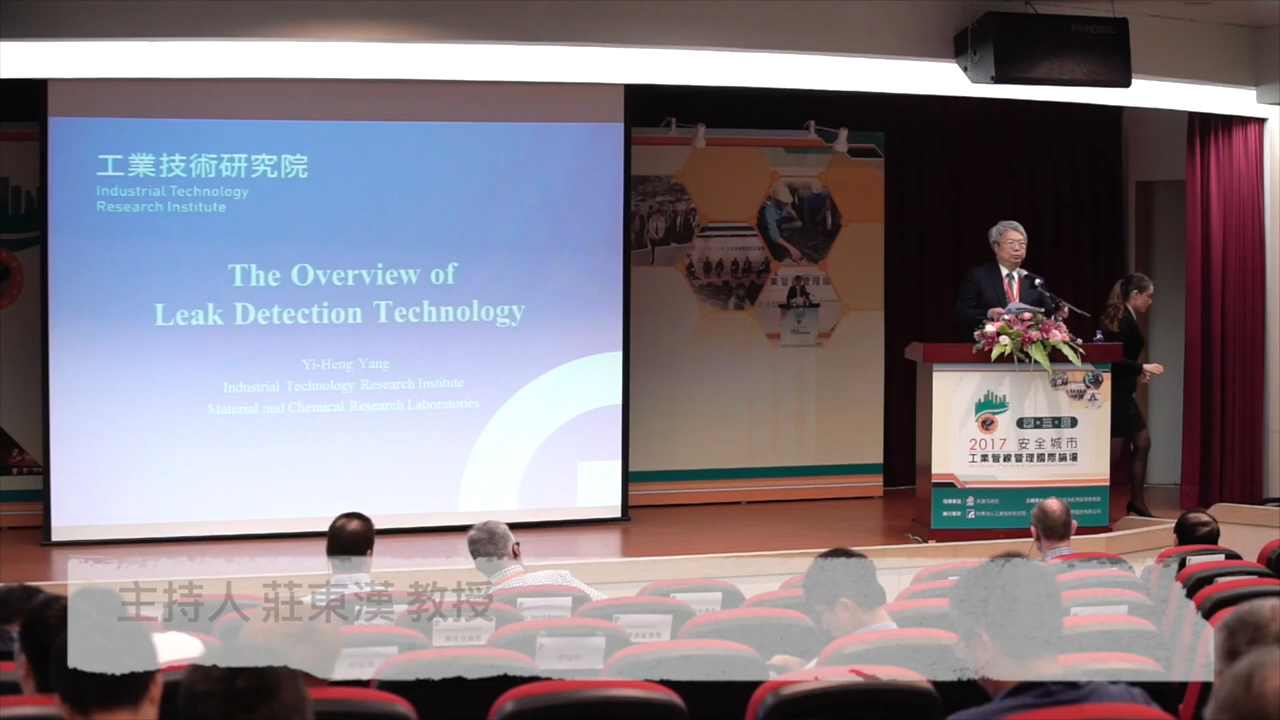 工業技術研究院
Industrial Technology
Research Institute
The Overview of
Leak Detection Technology
Yi-Heng Yang
Industrial Technology Research Institute
Material and Chemical Research Laboratories
2017 安全城市
工業管線管理國際論壇
主持人 莊東漢 教授